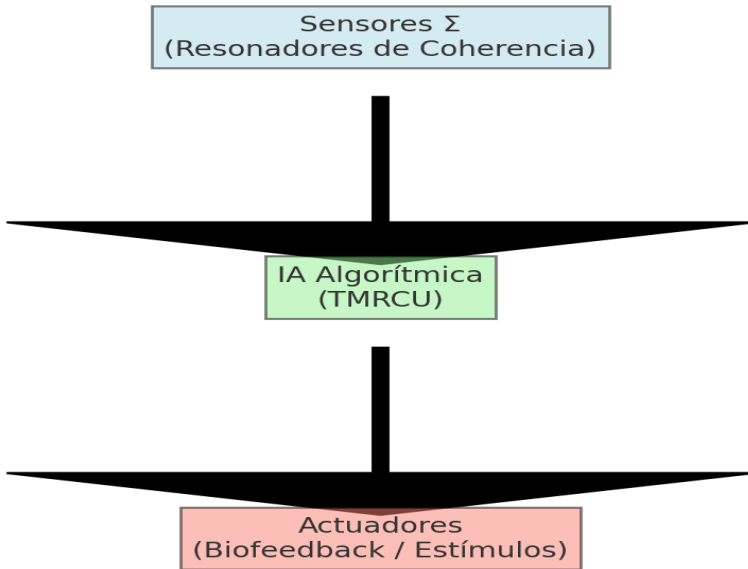 Sensores Σ
(Resonadores de Coherencia)
IA Algorítmica
(TMRCU)
Actuadores
(Biofeedback / Estímulos)